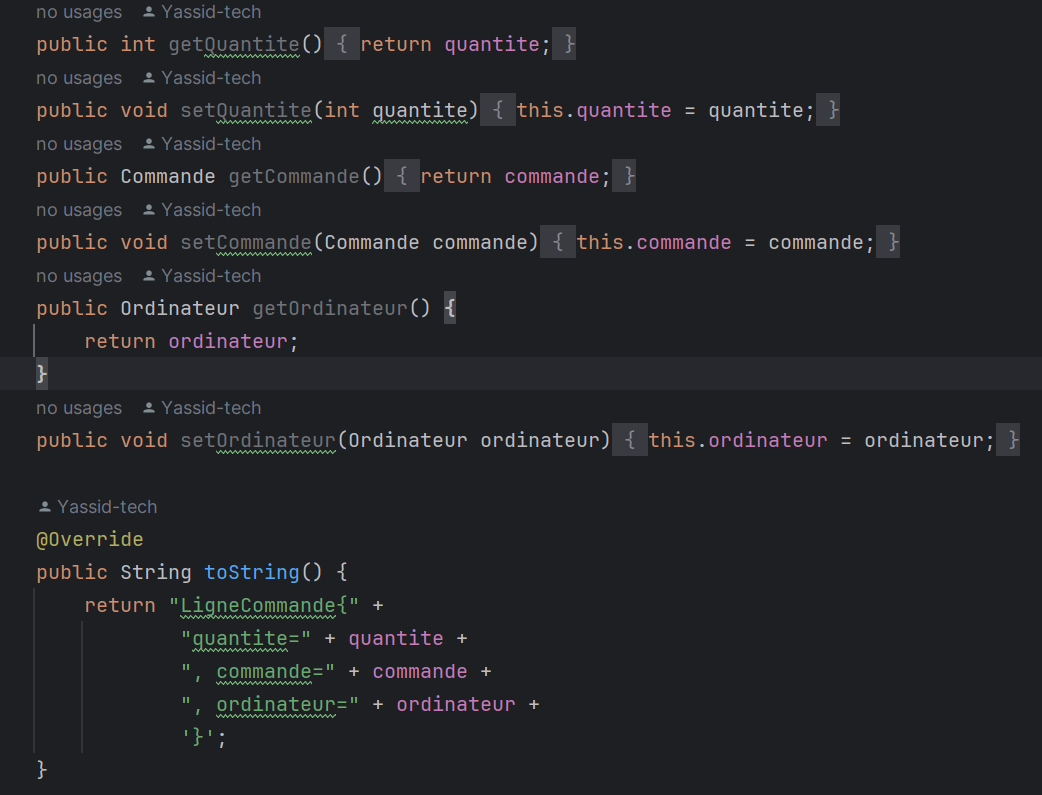 no usages Yassid-tech
public int getQuantite() { return quantite; }
no usages Yassid-tech
public void setQuantite(int quantite) { this.quantite = quantite; }
no usages Yassid-tech
public Commande getCommande() { return commande; }
no usages Yassid-tech
public void setCommande(Commande commande) { this.commande = commande; }
no usages Yassid-tech
public Ordinateur getOrdinateur() {
    return ordinateur;
}
no usages Yassid-tech
public void setOrdinateur(Ordinateur ordinateur) { this.ordinateur = ordinateur; }
Yassid-tech
@Override
public String toString() {
    return "LigneCommande{" +
            "quantite=" + quantite +
            ", commande=" + commande +
            ", ordinateur=" + ordinateur +
            '}';
}